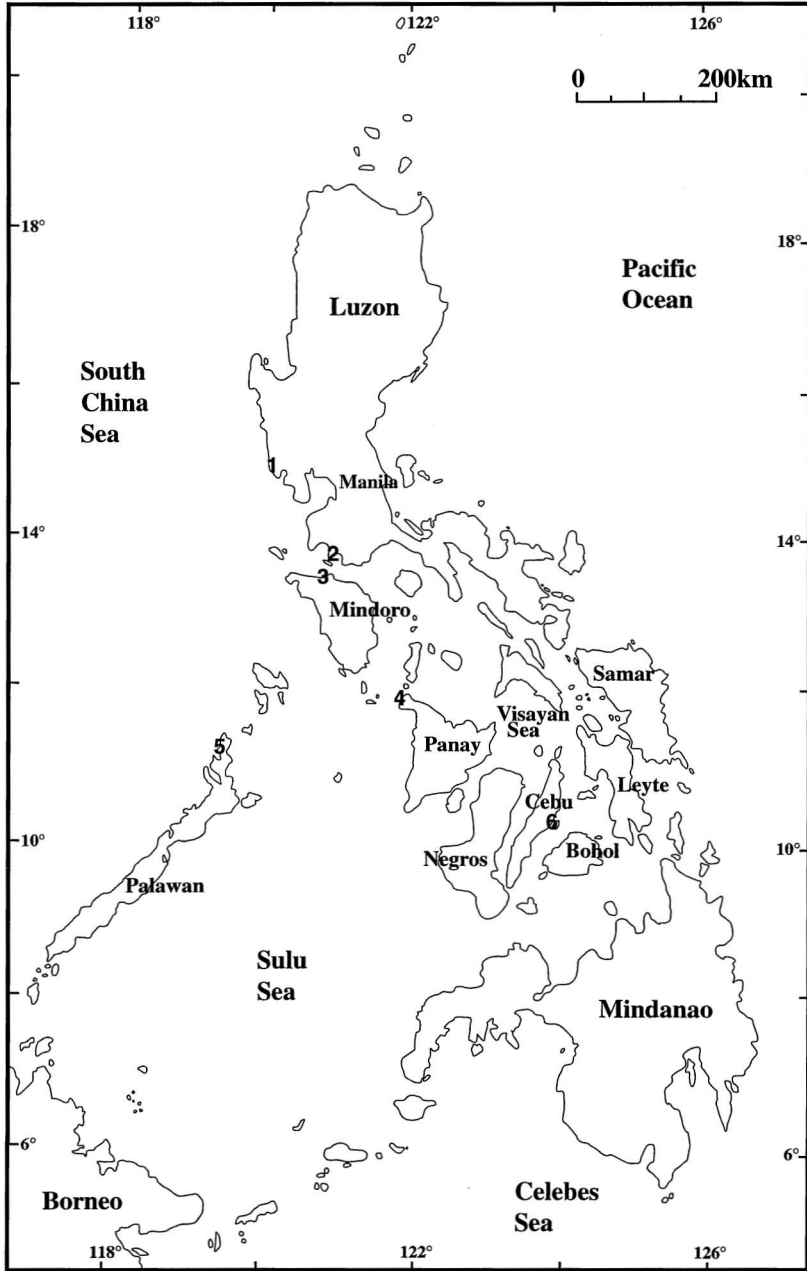 118° 122° 126°
0 200km
18° 18°
Pacific
Ocean
Luzon
South
China
Sea
1
Manila
14° 14°
2
3
Mindoro
Samar
4
Visayan
Sea
5
Panay
Leyte
Cebu
6
10° 10°
Negros
Bohol
Palawan
Sulu
Sea
Mindanao
6° 6°
Borneo
Celebes
Sea
118° 122° 126°